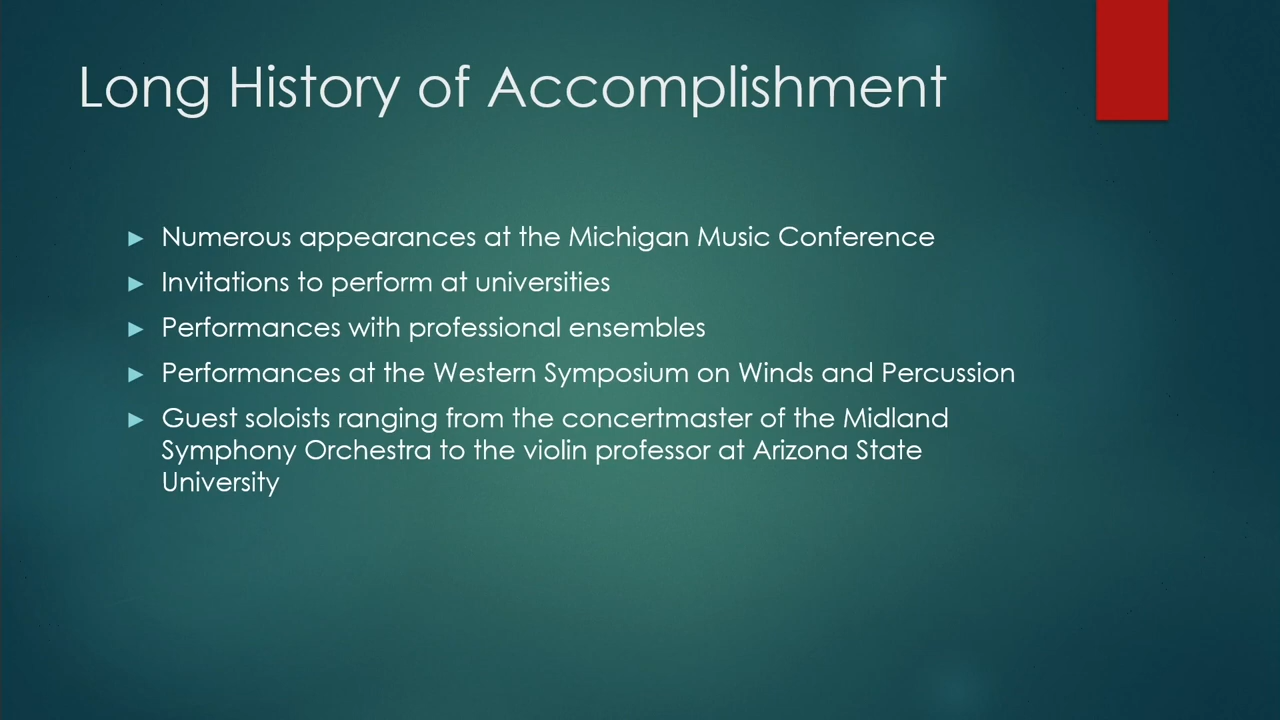 Long History of Accomplishment
Numerous appearances at the Michigan Music Conference
Invitations to perform at universities
Performances with professional ensembles
Performances at the Western Symposium on Winds and Percussion
Guest soloists ranging from the concertmaster of the Midland
Symphony Orchestra to the violin professor at Arizona State
University